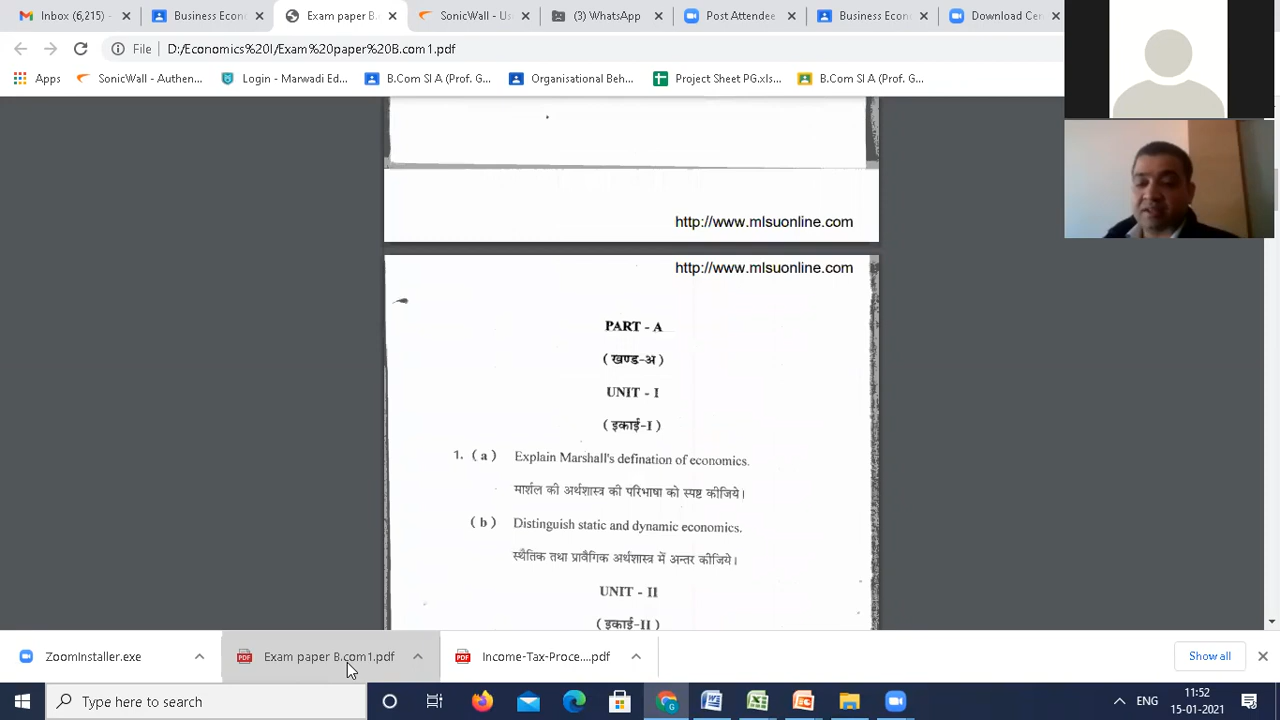 Inbox (6,215) -
Business Econ
Exam paper B.c
SonicWall - Us
(3) WhatsApp
Post Attendee
Business Econ
Download Cen
File
D:/Economics%20I/Exam%20paper%20B.com1.pdf
Apps
SonicWall - Authen...
Login - Marwadi Ed...
B.Com SI A (Prof. G...
Organisational Beh...
Project Seet PG.xls...
B.Com SI A (Prof. G...
http://www.mlsuonline.com
http://www.mlsuonline.com
PART - A
( खण्ड-अ )
UNIT - I
( इकाई-I )
1. ( a ) Explain Marshall's defination of economics.
मार्शल की अर्थशास्त्र की परिभाषा को स्पष्ट कीजिये।
( b ) Distinguish static and dynamic economics.
स्थैतिक तथा प्रावैगिक अर्थशास्त्र में अन्तर कीजिये।
UNIT - II
( इकाई-II )
ZoomInstaller.exe
PDF
Exam paper B.com1.pdf
PDF
Income-Tax-Proce....pdf
Show all
Type here to search
ENG
11:52
15-01-2021